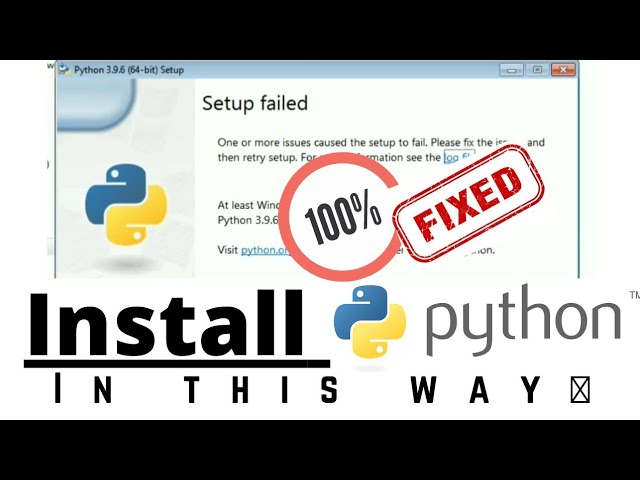 Python 3.9.6 (64-bit) Setup
Setup failed
One or more issues caused the setup to fail. Please fix the and
then retry setup. For see the log
At least
Python 3.9.6
Visit python.
100%
FIXED
Install python™
In this way